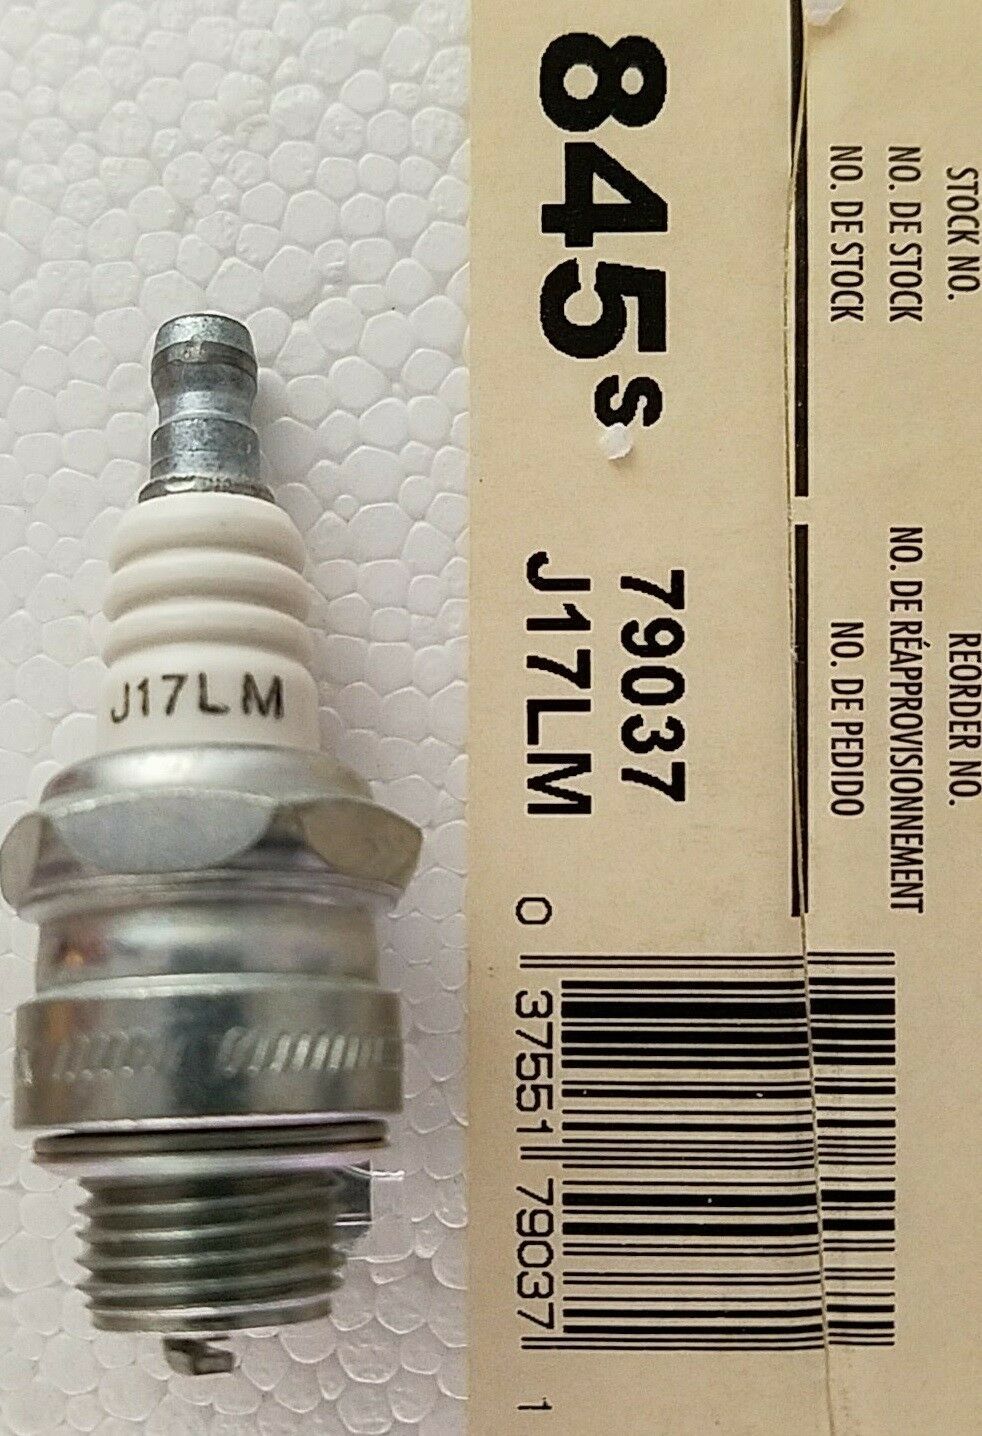 J17LM
STOCK NO.
NO. DE STOCK
NO. DE STOCK
845S
REORDER NO.
NO. DE RÉAPPROVISIONNEMENT
NO. DE PEDIDO
79037
J17LM
0 37551 79037 1